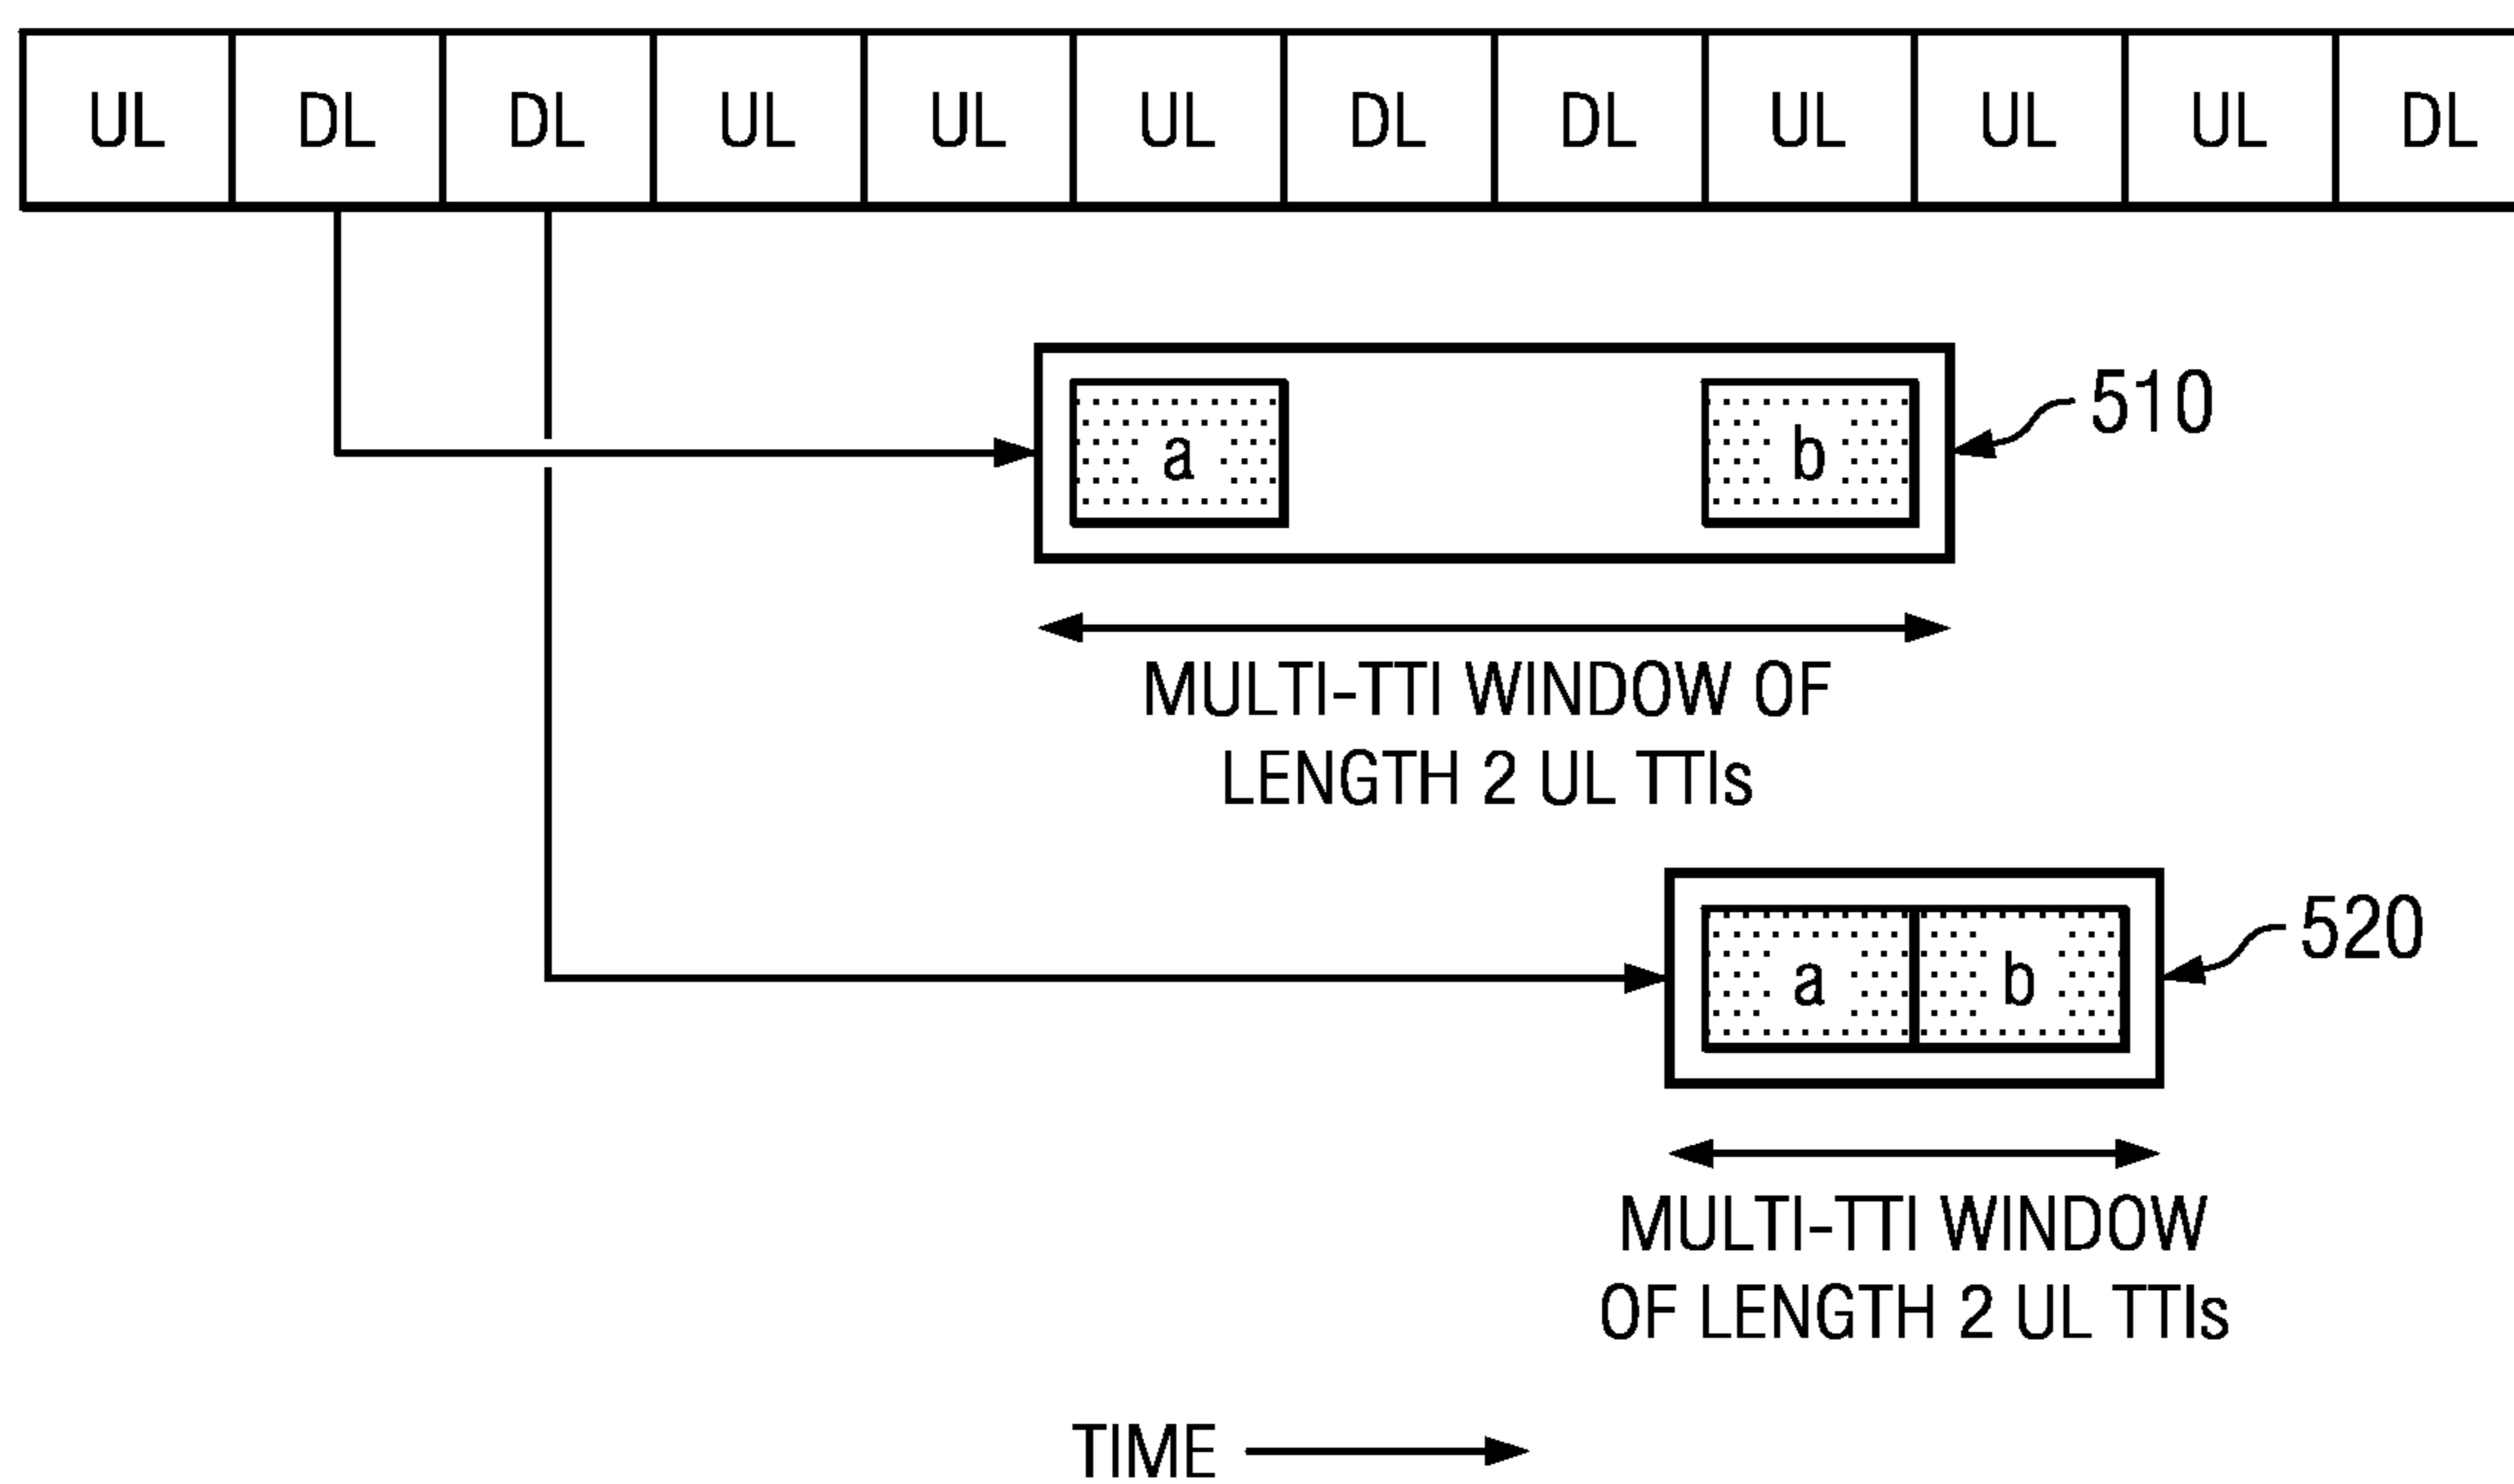 UL DL DL UL UL UL DL DL UL UL UL DL
a b 510
MULTI-TTI WINDOW OF
LENGTH 2 UL TTIs
a b 520
MULTI-TTI WINDOW
OF LENGTH 2 UL TTIs
TIME